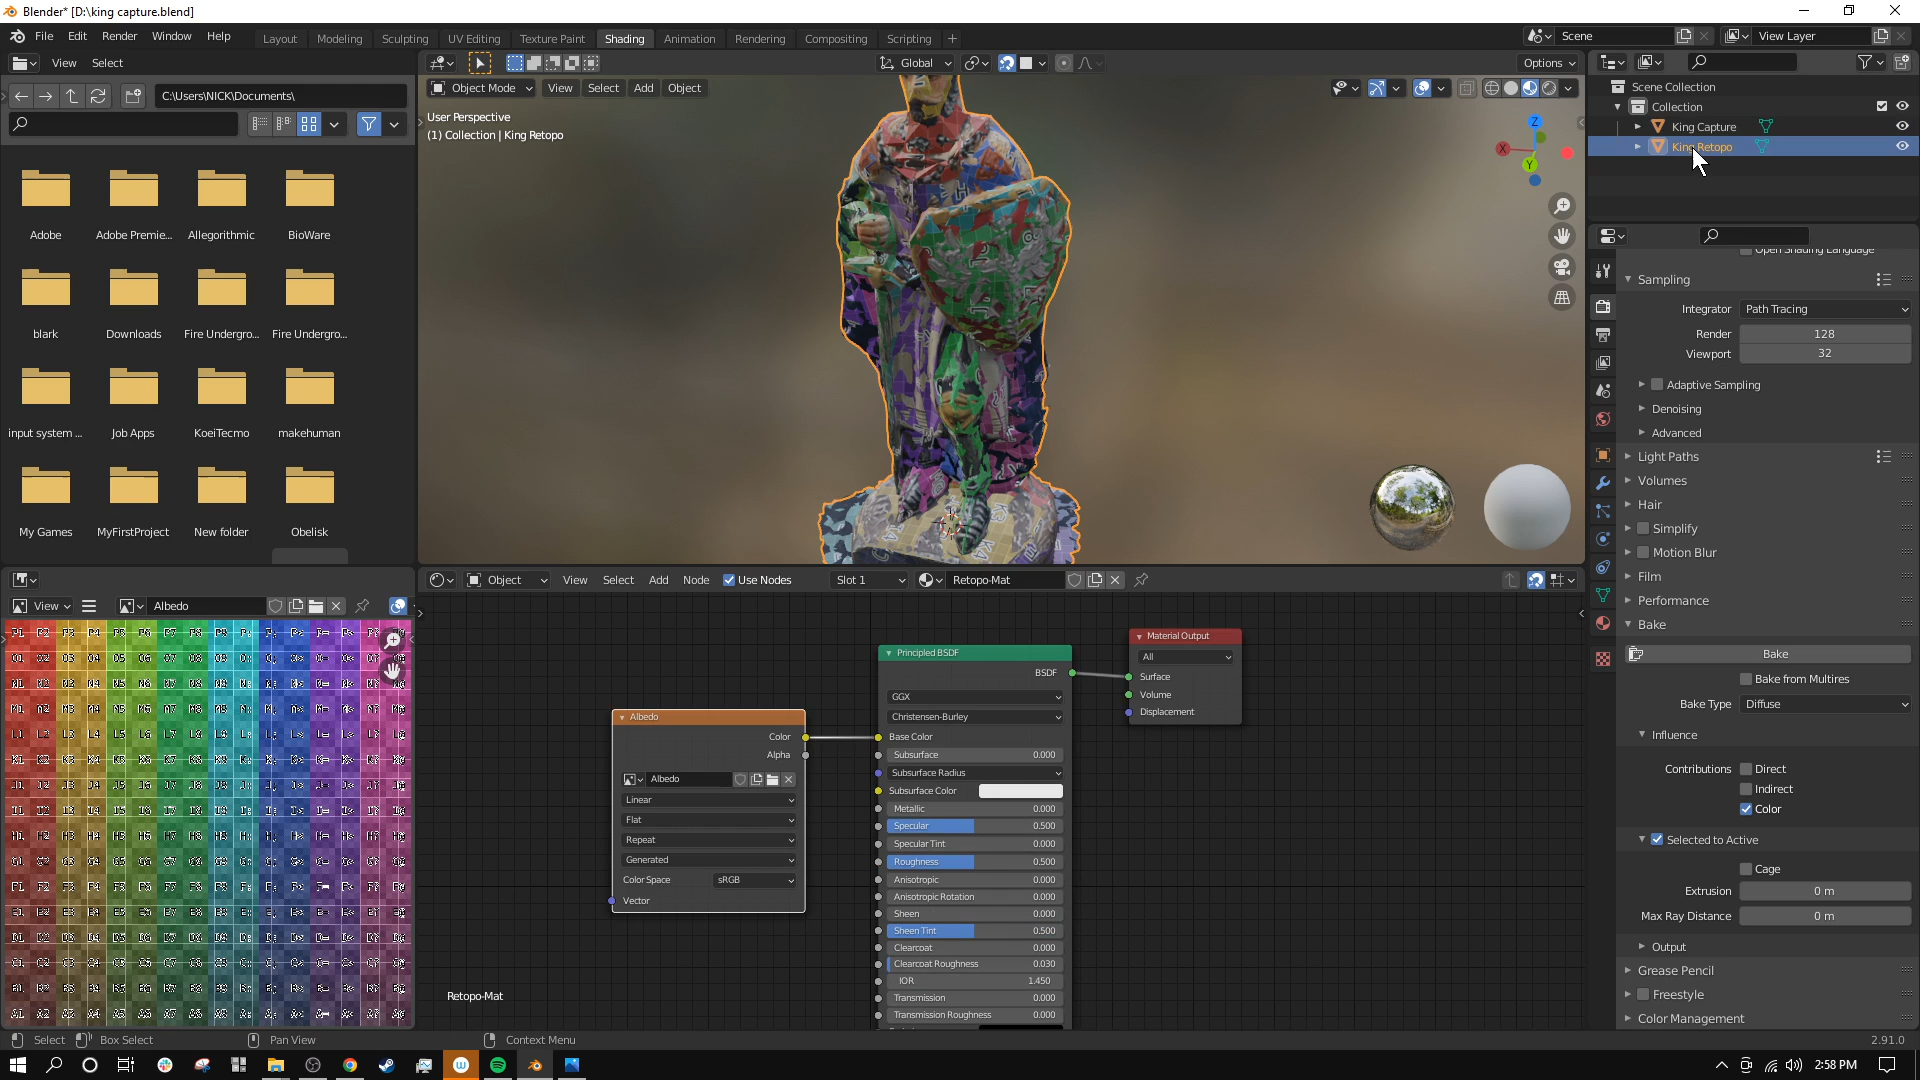 Blender* [D:\king capture.blend]
File Edit Render Window Help
Layout Modeling Sculpting UV Editing Texture Paint Shading Animation Rendering Compositing Scripting
Scene View Layer
View Select
Global Options
C:\Users\NICK\Documents\
Object Mode View Select Add Object
User Perspective
(1) Collection | King Retopo
Z
X
Y
Scene Collection
Collection
King Capture
King Retopo
Adobe Adobe Premie... Allegorithmic BioWare
blark Downloads Fire Undergro... Fire Undergro...
input system ... Job Apps KoeiTecmo makehuman
My Games MyFirstProject New folder Obelisk
Open Shading Language
Sampling
Integrator Path Tracing
Render 128
Viewport 32
Adaptive Sampling
Denoising
Advanced
Light Paths
Volumes
Hair
Simplify
Motion Blur
Film
Performance
Bake
Bake
Bake from Multires
Bake Type Diffuse
Influence
Contributions Direct
Indirect
Color
Selected to Active
Cage
Extrusion 0 m
Max Ray Distance 0 m
Output
Grease Pencil
Freestyle
Color Management
Object View Select Add Node Use Nodes Slot 1 Retopo-Mat
View Albedo
Albedo
Color
Alpha
Albedo
Linear
Flat
Repeat
Generated
Color Space sRGB
Vector
Principled BSDF
BSDF
GGX
Christensen-Burley
Base Color
Subsurface 0.000
Subsurface Radius
Subsurface Color
Metallic 0.000
Specular 0.500
Specular Tint 0.000
Roughness 0.500
Anisotropic 0.000
Anisotropic Rotation 0.000
Sheen 0.000
Sheen Tint 0.500
Clearcoat 0.000
Clearcoat Roughness 0.030
IOR 1.450
Transmission 0.000
Transmission Roughness 0.000
Material Output
All
Surface
Volume
Displacement
Retopo-Mat
Select Box Select Pan View Context Menu 2.91.0
2:58 PM